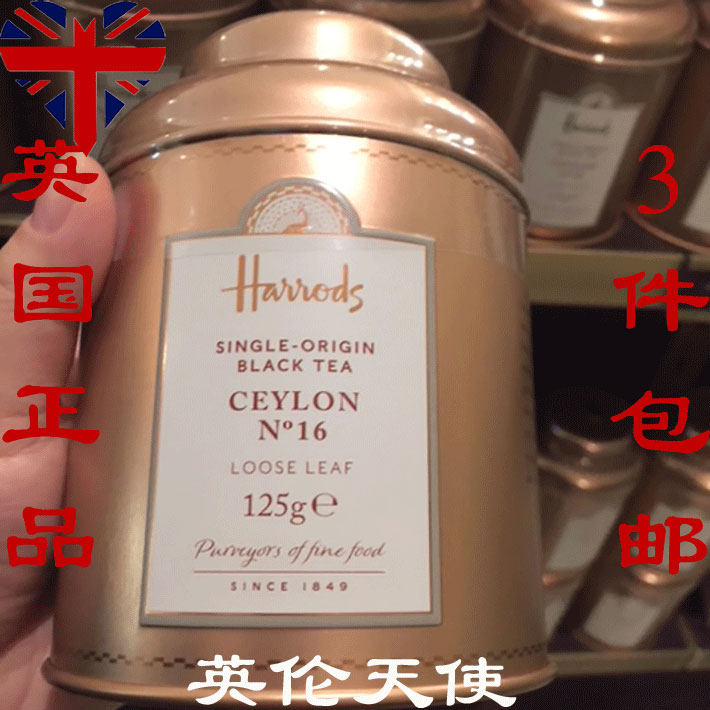 英国正品
3件包邮
Harrods
SINGLE-ORIGIN
BLACK TEA
CEYLON
Nº16
LOOSE LEAF
125g℮
Purveyors of fine food
SINCE 1849
Harrods
英伦天使